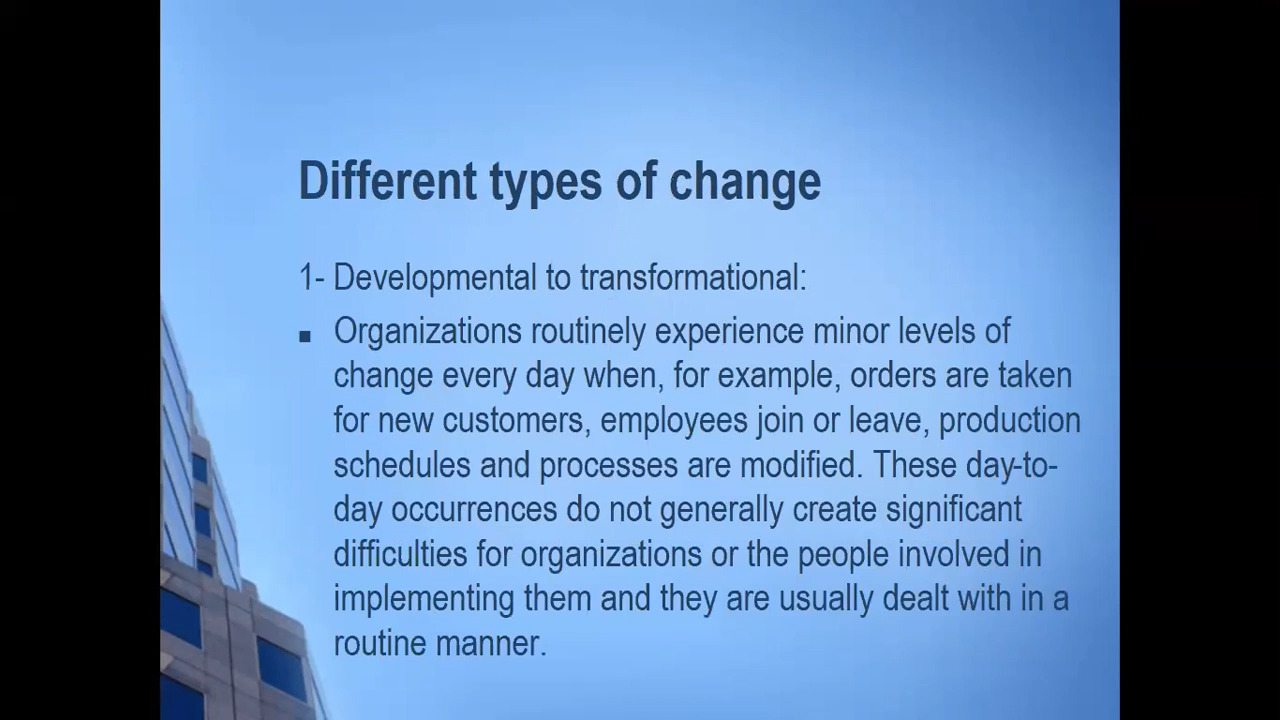 Different types of change
1- Developmental to transformational:
▪ Organizations routinely experience minor levels of
change every day when, for example, orders are taken
for new customers, employees join or leave, production
schedules and processes are modified. These day-to-
day occurrences do not generally create significant
difficulties for organizations or the people involved in
implementing them and they are usually dealt with in a
routine manner.